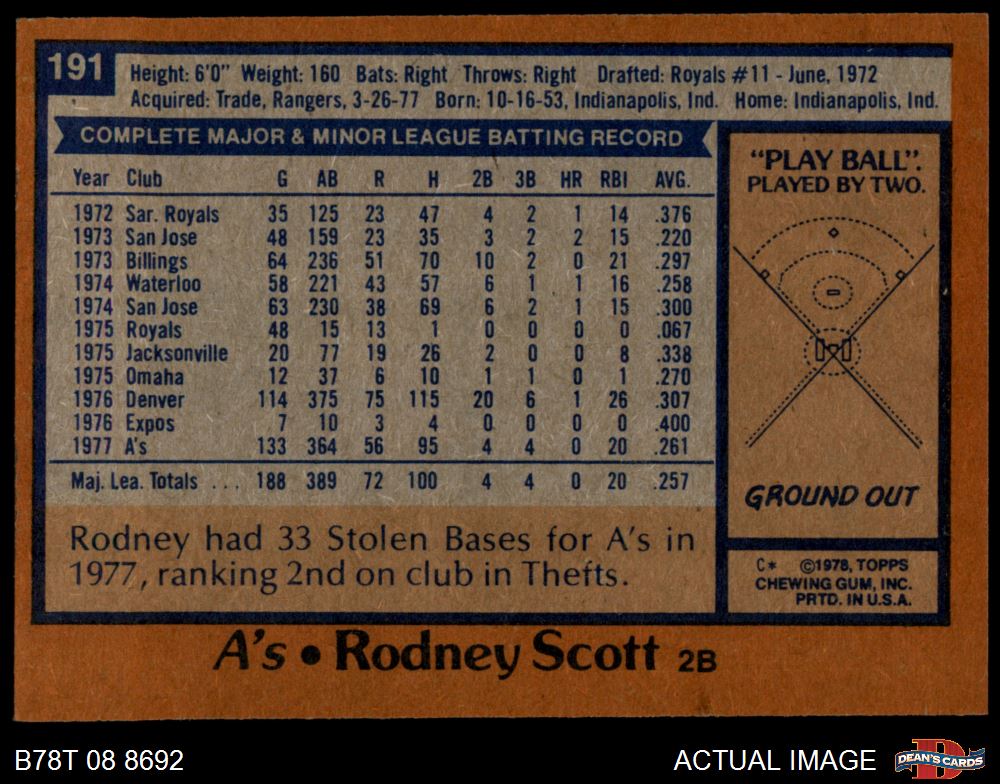 191
Height: 6'0" Weight: 160 Bats: Right Throws: Right Drafted: Royals #11 - June, 1972
Acquired: Trade, Rangers, 3-26-77 Born: 10-16-53, Indianapolis, Ind. Home: Indianapolis, Ind.
COMPLETE MAJOR & MINOR LEAGUE BATTING RECORD
Year Club G AB R H 2B 3B HR RBI AVG.
1972 Sar. Royals 35 125 23 47 4 2 1 14 .376
1973 San Jose 48 159 23 35 3 2 2 15 .220
1973 Billings 64 236 51 70 10 2 0 21 .297
1974 Waterloo 58 221 43 57 6 1 1 16 .258
1974 San Jose 63 230 38 69 6 2 1 15 .300
1975 Royals 48 15 13 1 0 0 0 0 .067
1975 Jacksonville 20 77 19 26 2 0 0 8 .338
1975 Omaha 12 37 6 10 1 1 0 1 .270
1976 Denver 114 375 75 115 20 6 1 26 .307
1976 Expos 7 10 3 4 0 0 0 0 .400
1977 A's 133 364 56 95 4 4 0 20 .261
Maj. Lea. Totals ... 188 389 72 100 4 4 0 20 .257
Rodney had 33 Stolen Bases for A's in
1977, ranking 2nd on club in Thefts.
"PLAY BALL".
PLAYED BY TWO.
GROUND OUT
C* ©1978, TOPPS
CHEWING GUM, INC.
PRTD. IN U.S.A.
A's • Rodney Scott 2B
B78T 08 8692
ACTUAL IMAGE
D
DEAN'S CARDS